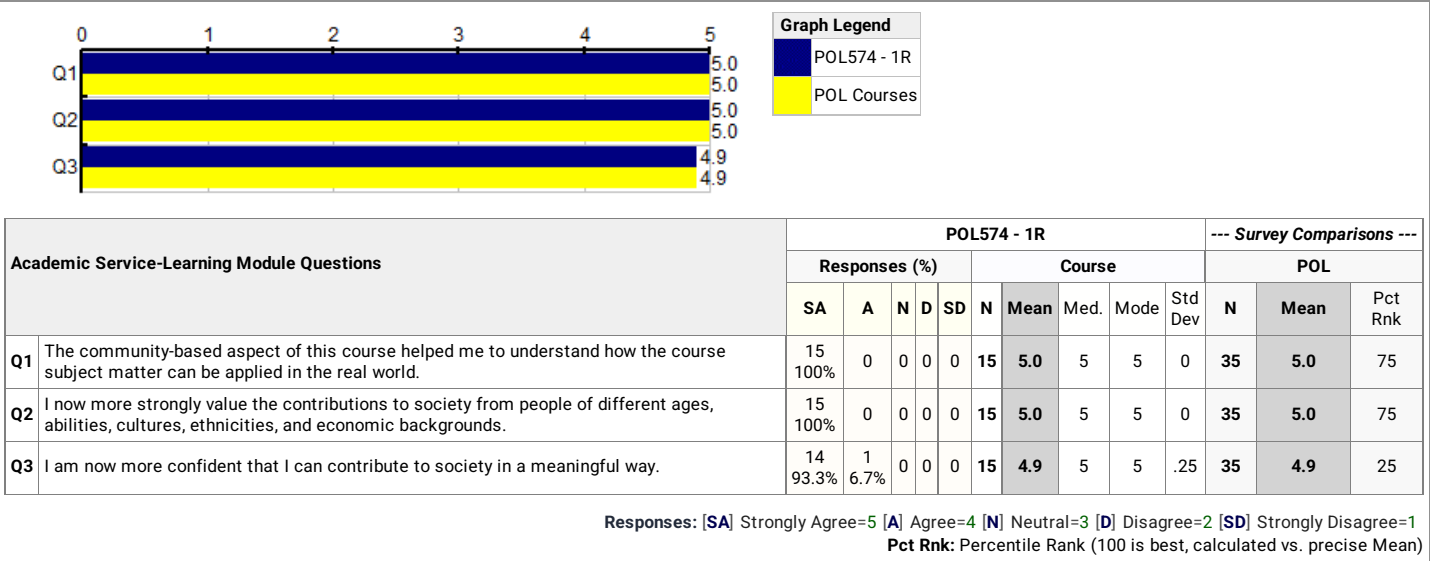 0 1 2 3 4 5
Q1 5.0
5.0
Q2 5.0
5.0
Q3 4.9
4.9
Graph Legend
POL574 - 1R
POL Courses
Academic Service-Learning Module Questions
POL574 - 1R
--- Survey Comparisons ---
Responses (%) Course POL
SA A N D SD N Mean Med. Mode Std Dev N Mean Pct Rnk
Q1 The community-based aspect of this course helped me to understand how the course
subject matter can be applied in the real world.
15
100% 0 0 0 0 15 5.0 5 5 0 35 5.0 75
Q2 I now more strongly value the contributions to society from people of different ages,
abilities, cultures, ethnicities, and economic backgrounds.
15
100% 0 0 0 0 15 5.0 5 5 0 35 5.0 75
Q3 I am now more confident that I can contribute to society in a meaningful way.
14 1
93.3% 6.7% 0 0 0 15 4.9 5 5 .25 35 4.9 25
Responses: [SA] Strongly Agree=5 [A] Agree=4 [N] Neutral=3 [D] Disagree=2 [SD] Strongly Disagree=1
Pct Rnk: Percentile Rank (100 is best, calculated vs. precise Mean)